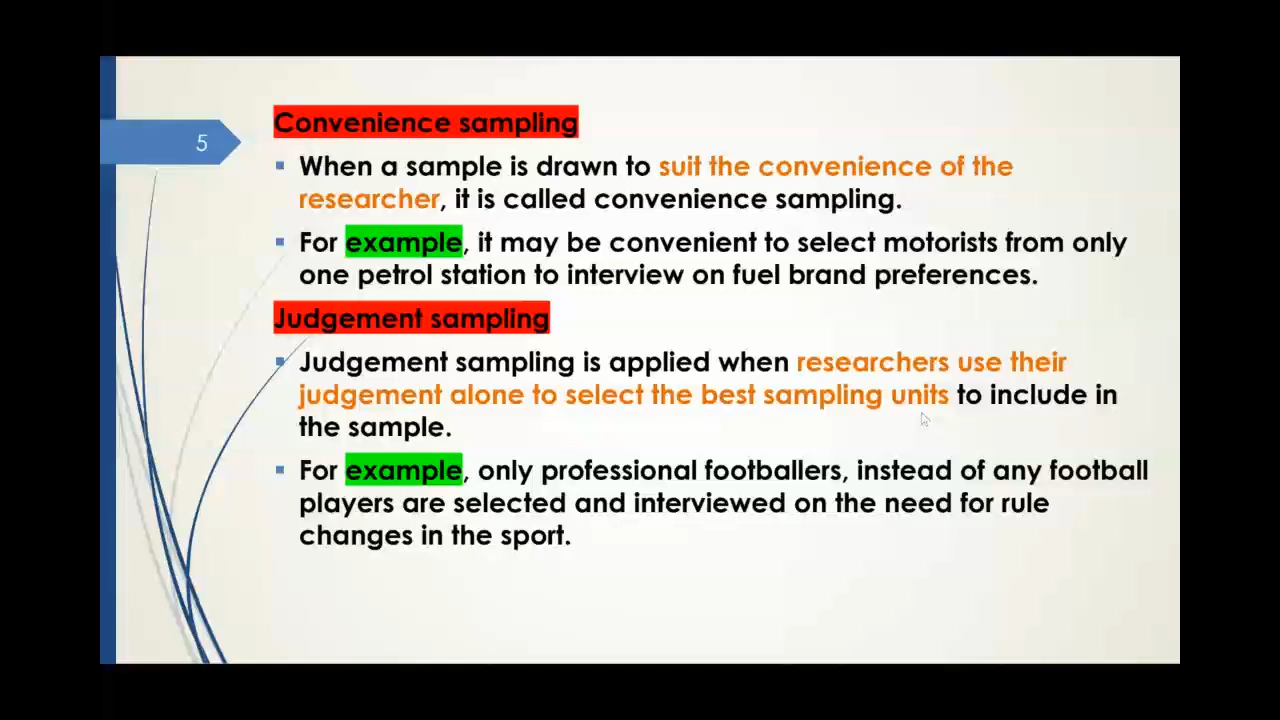 5
Convenience sampling
▪ When a sample is drawn to suit the convenience of the
researcher, it is called convenience sampling.
▪ For example, it may be convenient to select motorists from only
one petrol station to interview on fuel brand preferences.
Judgement sampling
▪ Judgement sampling is applied when researchers use their
judgement alone to select the best sampling units to include in
the sample.
▪ For example, only professional footballers, instead of any football
players are selected and interviewed on the need for rule
changes in the sport.